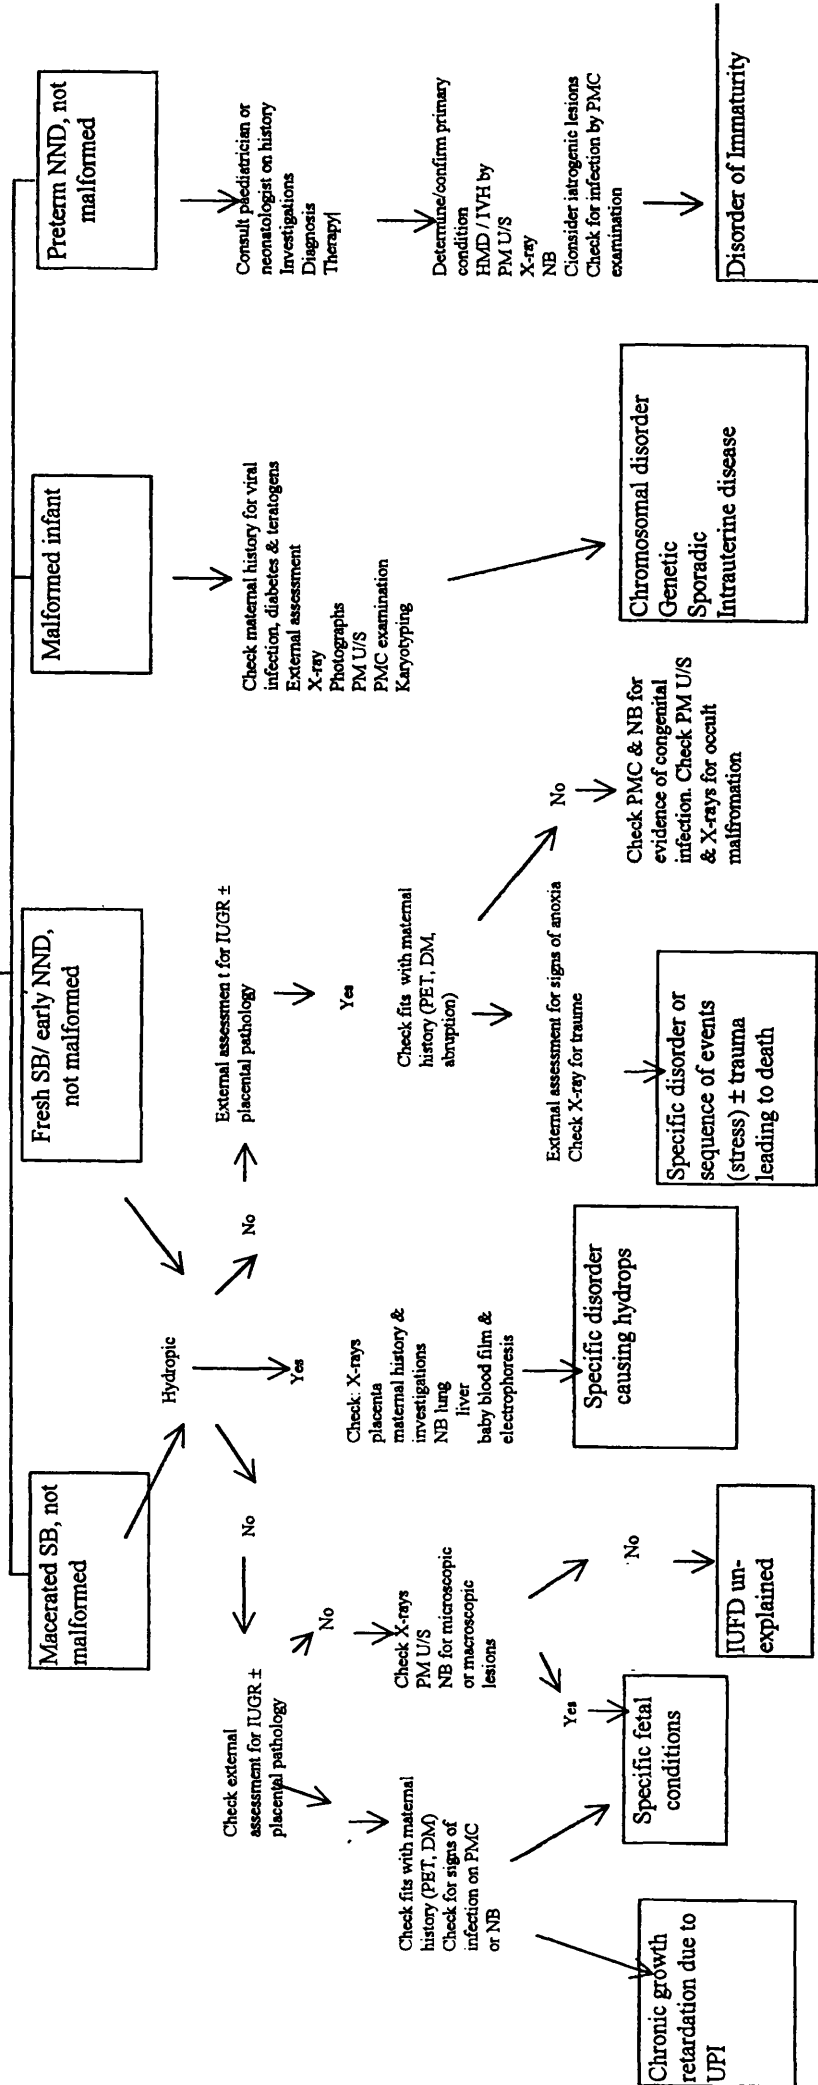 Macerated SB, not
malformed
Fresh SB/ early NND,
not malformed
Malformed infant
Preterm NND, not
malformed
Hydropic
No
Yes
No
Check external
assessment for IUGR ±
placental pathology
No
Check fits with maternal
history (PET, DM)
Check for signs of
infection on PMC
or NB
Check X-rays
PM U/S
NB for microscopic
or macroscopic
lesions
Yes
No
Chronic growth
retardation due to
UPI
Specific fetal
conditions
IUFD un-
explained
Check: X-rays
placenta
maternal history &
investigations
NB lung
liver
baby blood film &
electrophoresis
Specific disorder
causing hydrops
External assessmen t for IUGR ±
placental pathology
Yes
Check fits with maternal
history (PET, DM,
abruption)
No
External assessment for signs of anoxia
Check X-ray for traume
Specific disorder or
sequence of events
(stress) ± trauma
leading to death
Check PMC & NB for
evidence of congenital
infection. Check PM U/S
& X-rays for occult
malfromation
Check maternal history for viral
infection, diabetes & teratogens
External assessment
X-ray
Photographs
PM U/S
PMC examination
Karyotyping
Chromosomal disorder
Genetic
Sporadic
Intrauterine disease
Consult paediatrician or
neonatologist on history
Investigations
Diagnosis
Therapy|
Determine/confirm primary
condition
HMD / IVH by
PM U/S
X-ray
NB
Cionsider iatrogenic lesions
Check for infection by PMC
examination
Disorder of Immaturity